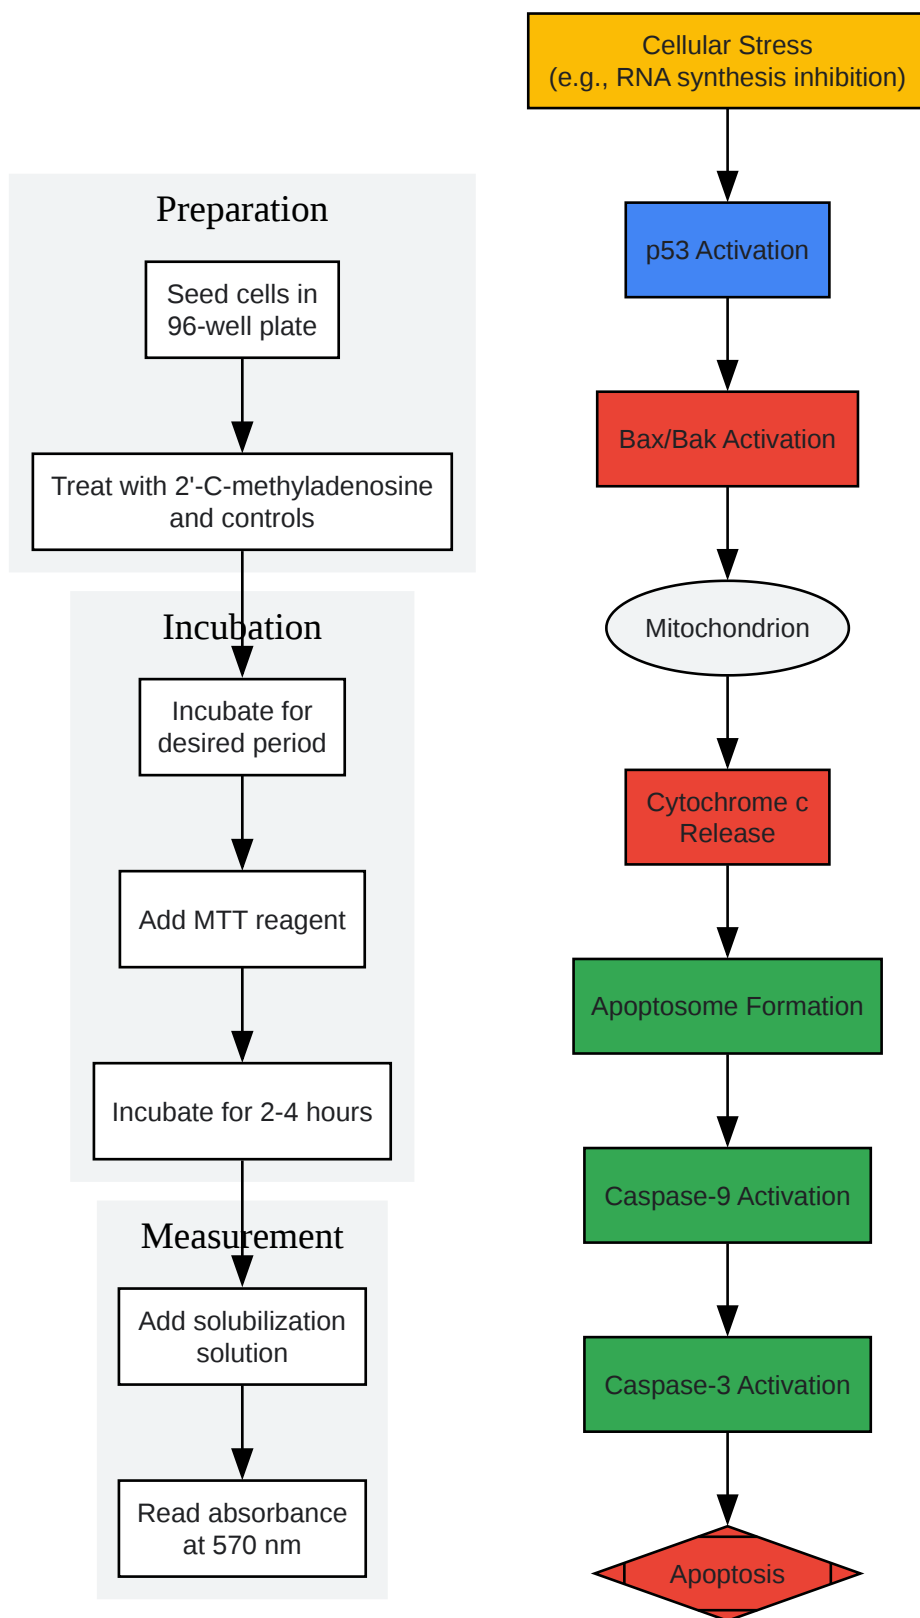 Preparation
Seed cells in
96-well plate
Treat with 2'-C-methyladenosine
and controls
Incubation
Incubate for
desired period
Add MTT reagent
Incubate for 2-4 hours
Measurement
Add solubilization
solution
Read absorbance
at 570 nm
Cellular Stress
(e.g., RNA synthesis inhibition)
p53 Activation
Bax/Bak Activation
Mitochondrion
Cytochrome c
Release
Apoptosome Formation
Caspase-9 Activation
Caspase-3 Activation
Apoptosis